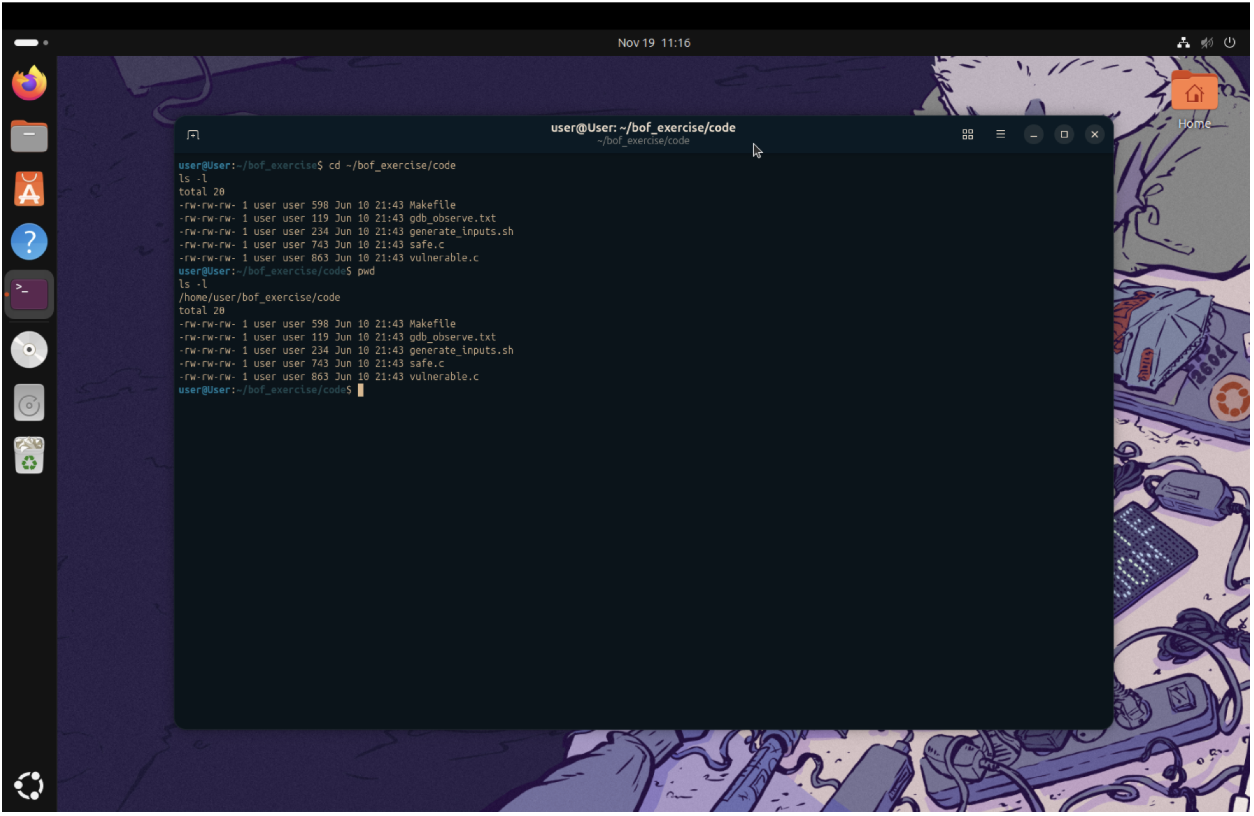 Nov 19 11:16
Home
user@User: ~/bof_exercise/code
~/bof_exercise/code
user@User:~/bof_exercise$ cd ~/bof_exercise/code
ls -l
total 20
-rw-rw-rw- 1 user user 598 Jun 10 21:43 Makefile
-rw-rw-rw- 1 user user 119 Jun 10 21:43 gdb_observe.txt
-rw-rw-rw- 1 user user 234 Jun 10 21:43 generate_inputs.sh
-rw-rw-rw- 1 user user 743 Jun 10 21:43 safe.c
-rw-rw-rw- 1 user user 863 Jun 10 21:43 vulnerable.c
user@User:~/bof_exercise/code$ pwd
ls -l
/home/user/bof_exercise/code
total 20
-rw-rw-rw- 1 user user 598 Jun 10 21:43 Makefile
-rw-rw-rw- 1 user user 119 Jun 10 21:43 gdb_observe.txt
-rw-rw-rw- 1 user user 234 Jun 10 21:43 generate_inputs.sh
-rw-rw-rw- 1 user user 743 Jun 10 21:43 safe.c
-rw-rw-rw- 1 user user 863 Jun 10 21:43 vulnerable.c
user@User:~/bof_exercise/code$
2604